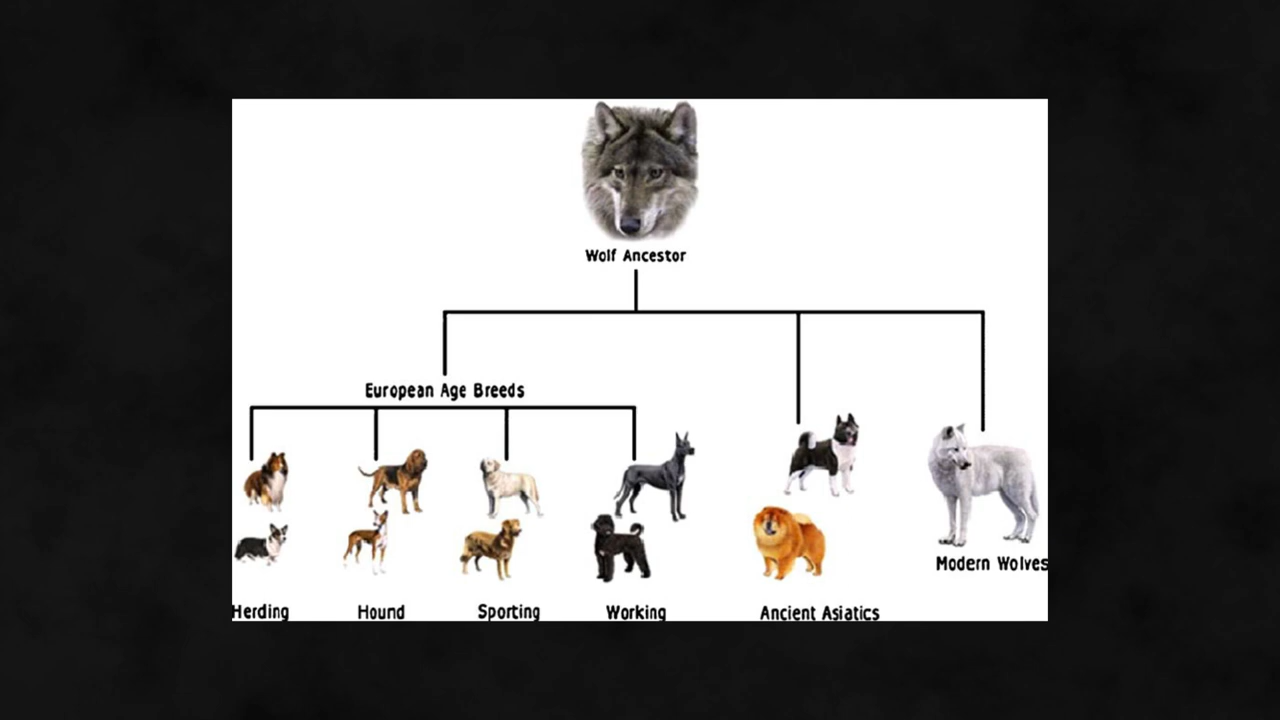 Wolf Ancestor
European Age Breeds
Modern Wolves
Herding
Hound
Sporting
Working
Ancient Asiatics